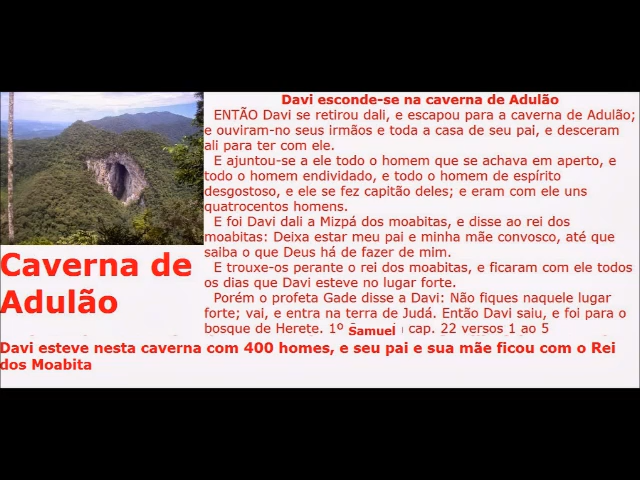 Davi esconde-se na caverna de Adulão
ENTÃO Davi se retirou dali, e escapou para a caverna de Adulão;
e ouviram-no seus irmãos e toda a casa de seu pai, e desceram
ali para ter com ele.
E ajuntou-se a ele todo o homem que se achava em aperto, e
todo o homem endividado, e todo o homem de espírito
desgostoso, e ele se fez capitão deles; e eram com ele uns
quatrocentos homens.
E foi Davi dali a Mizpá dos moabitas, e disse ao rei dos
moabitas: Deixa estar meu pai e minha mãe convosco, até que
saiba o que Deus há de fazer de mim.
E trouxe-os perante o rei dos moabitas, e ficaram com ele todos
os dias que Davi esteve no lugar forte.
Porém o profeta Gade disse a Davi: Não fiques naquele lugar
forte; vai, e entra na terra de Judá. Então Davi saiu, e foi para o
bosque de Herete. 1º Samuel cap. 22 versos 1 ao 5
Caverna de
Adulão
Davi esteve nesta caverna com 400 homes, e seu pai e sua mãe ficou com o Rei
dos Moabita